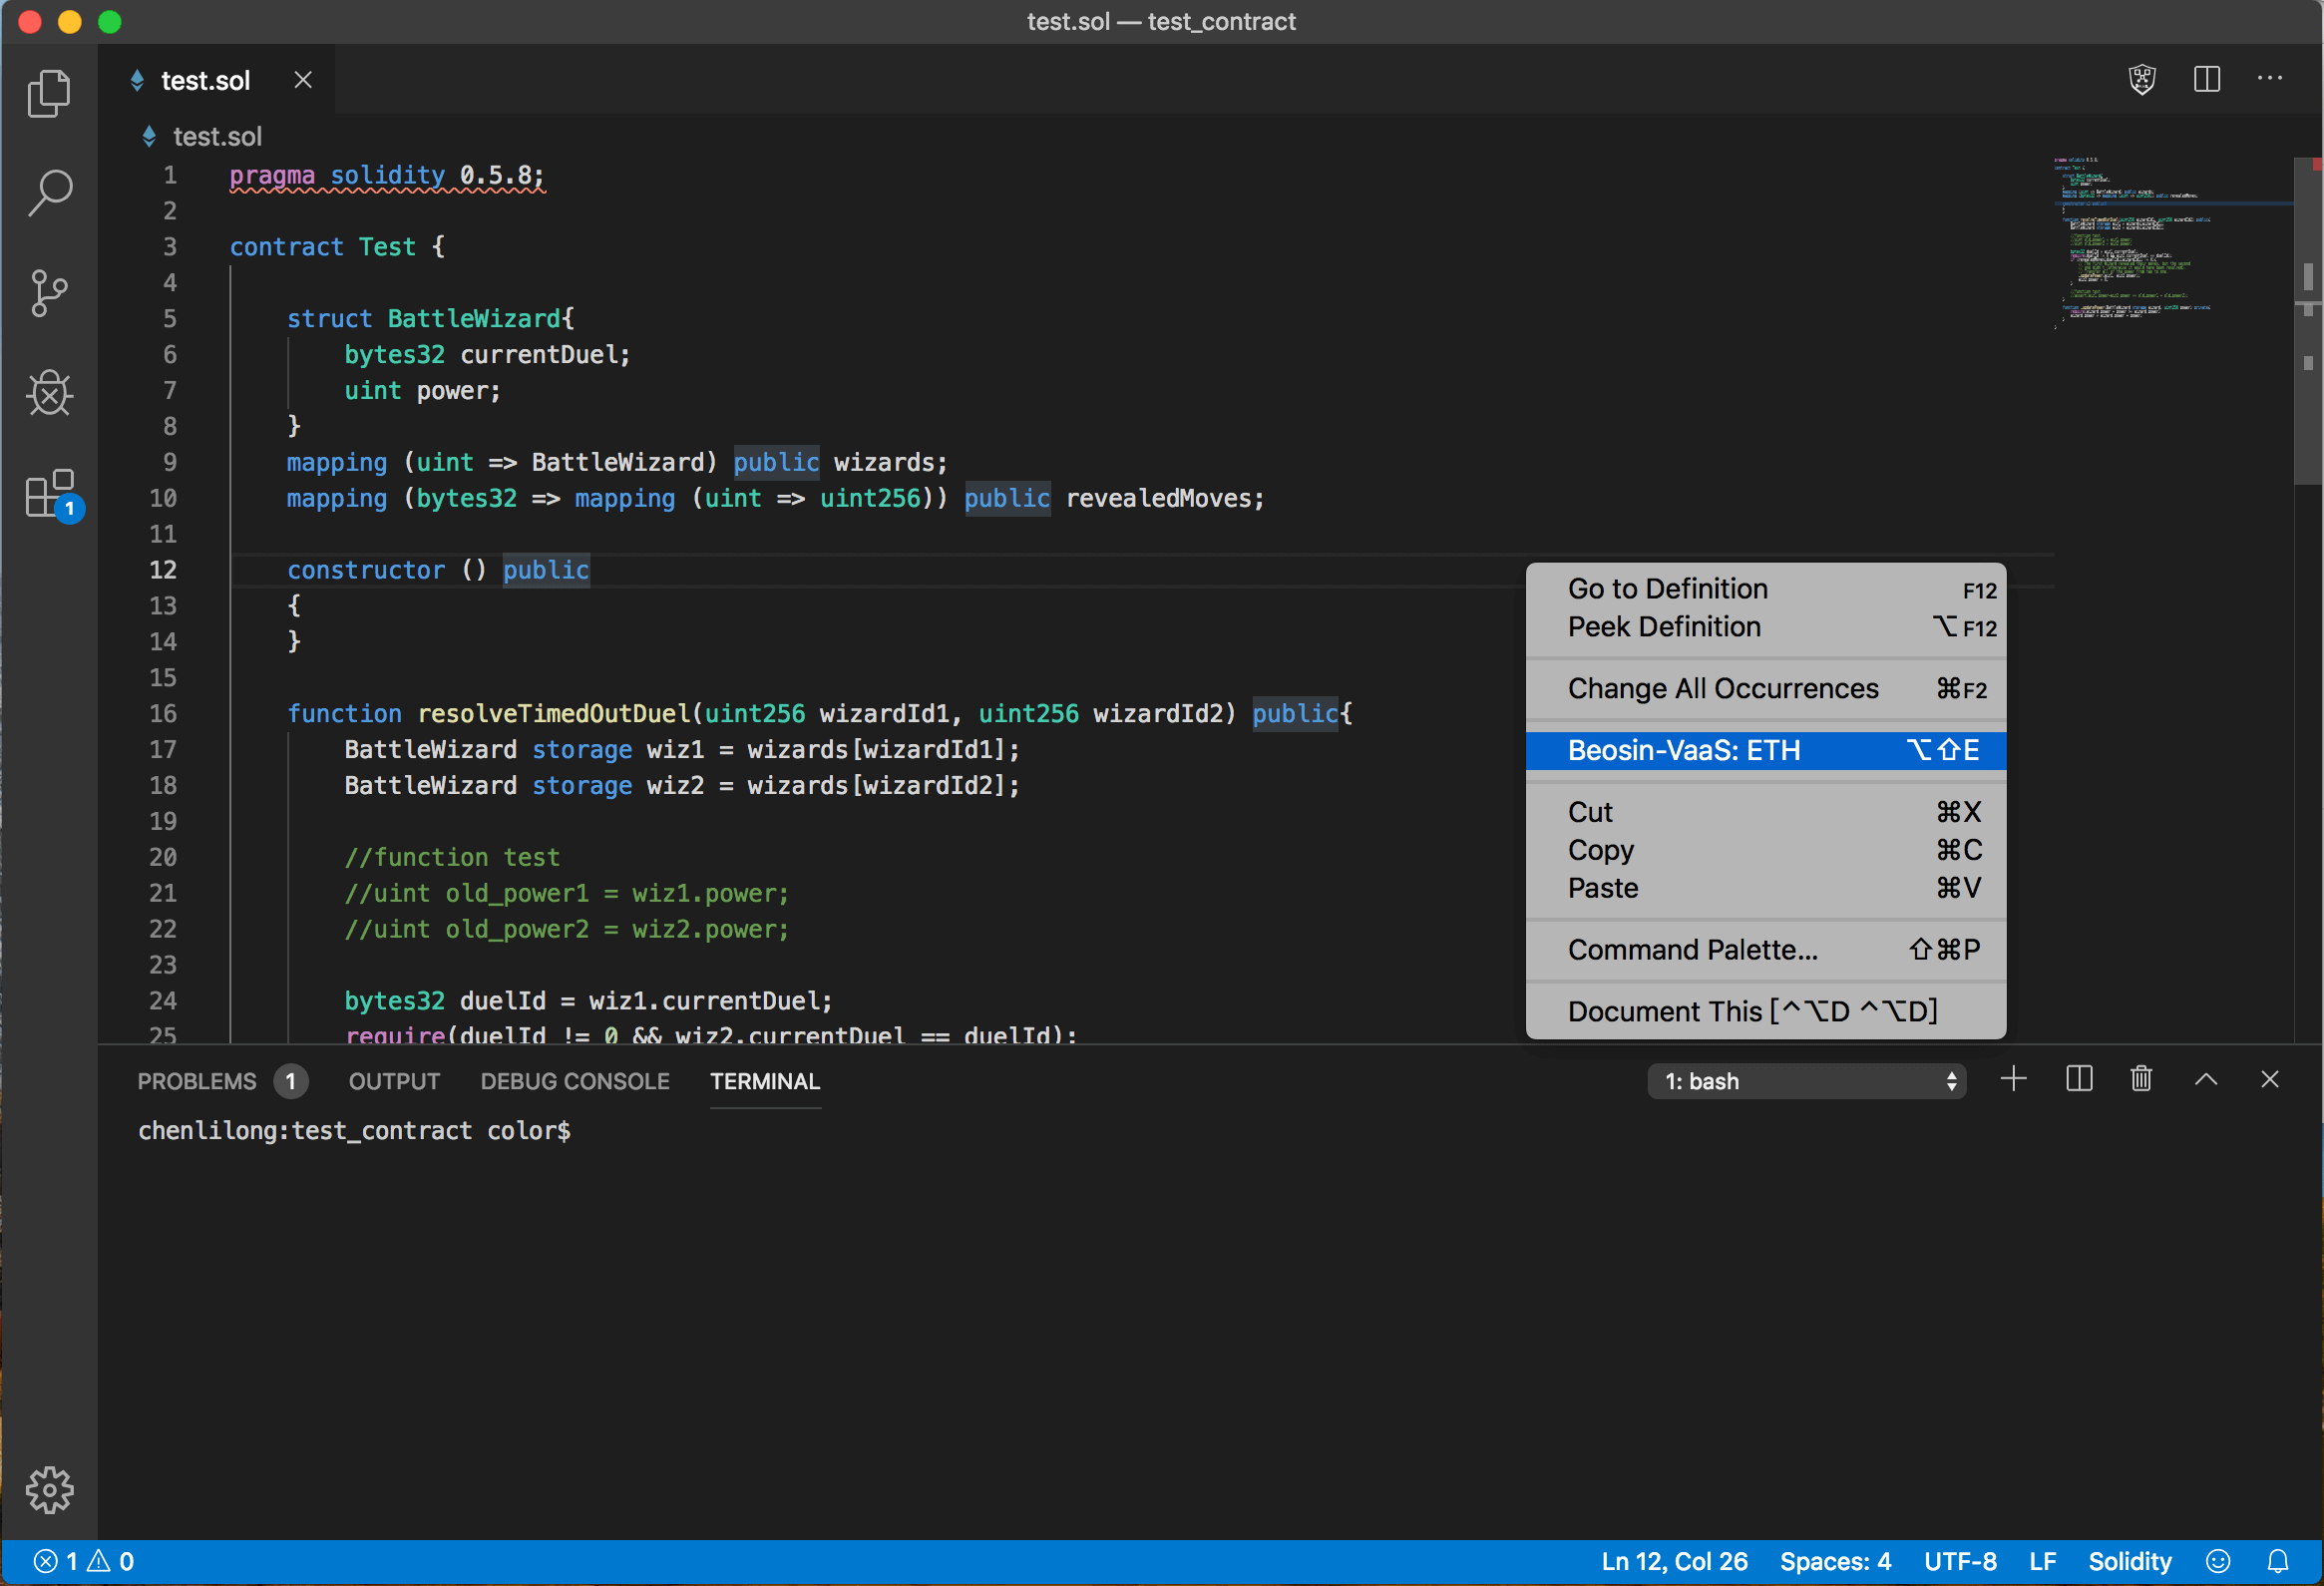 test.sol — test_contract
test.sol
test.sol
1 pragma solidity 0.5.8;
2
3 contract Test {
4
5 struct BattleWizard{
6 bytes32 currentDuel;
7 uint power;
8 }
9 mapping (uint => BattleWizard) public wizards;
10 mapping (bytes32 => mapping (uint => uint256)) public revealedMoves;
11
12 constructor () public
13 {
14 }
15
16 function resolveTimedOutDuel(uint256 wizardId1, uint256 wizardId2) public{
17 BattleWizard storage wiz1 = wizards[wizardId1];
18 BattleWizard storage wiz2 = wizards[wizardId2];
19
20 //function test
21 //uint old_power1 = wiz1.power;
22 //uint old_power2 = wiz2.power;
23
24 bytes32 duelId = wiz1.currentDuel;
25 require(duelId != 0 && wiz2.currentDuel == duelId);
Go to Definition F12
Peek Definition ⌥F12
Change All Occurrences ⌘F2
Beosin-VaaS: ETH ⌥⇧E
Cut ⌘X
Copy ⌘C
Paste ⌘V
Command Palette... ⇧⌘P
Document This [^⌥D ^⌥D]
1
PROBLEMS 1 OUTPUT DEBUG CONSOLE TERMINAL 1: bash
chenlilong:test_contract color$
1 0 Ln 12, Col 26 Spaces: 4 UTF-8 LF Solidity